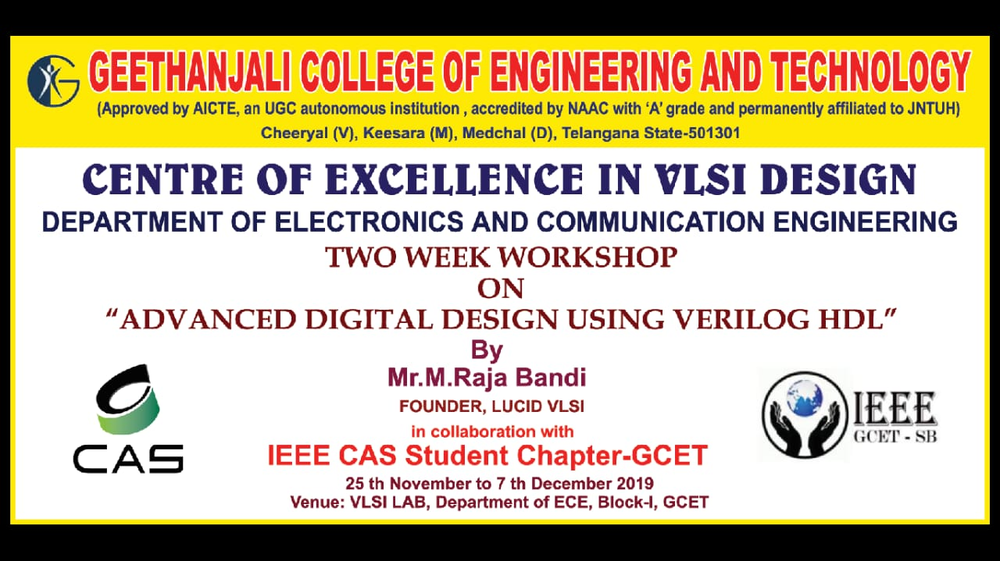 GEETHANJALI COLLEGE OF ENGINEERING AND TECHNOLOGY
(Approved by AICTE, an UGC autonomous institution , accredited by NAAC with ‘A’ grade and permanently affiliated to JNTUH)
Cheeryal (V), Keesara (M), Medchal (D), Telangana State-501301
CENTRE OF EXCELLENCE IN VLSI DESIGN
DEPARTMENT OF ELECTRONICS AND COMMUNICATION ENGINEERING
TWO WEEK WORKSHOP
ON
“ADVANCED DIGITAL DESIGN USING VERILOG HDL”
By
Mr.M.Raja Bandi
FOUNDER, LUCID VLSI
in collaboration with
IEEE CAS Student Chapter-GCET
25 th November to 7 th December 2019
Venue: VLSI LAB, Department of ECE, Block-I, GCET
CAS
IEEE
GCET - SB